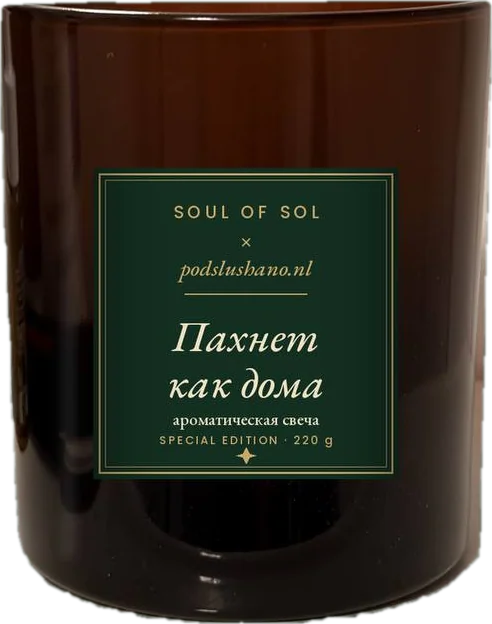 SOUL OF SOL
×
podslushano.nl
Пахнет
как дома
ароматическая свеча
SPECIAL EDITION · 220 g